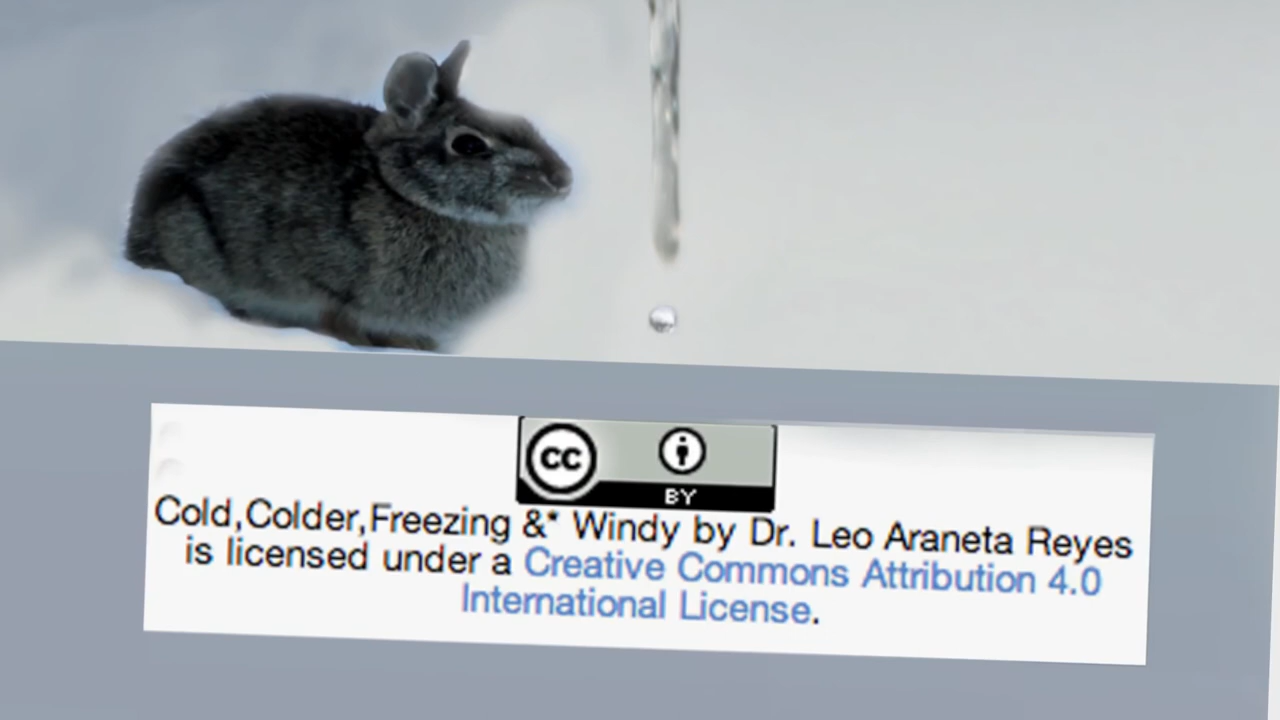 cc
BY
Cold,Colder,Freezing &* Windy by Dr. Leo Araneta Reyes
is licensed under a Creative Commons Attribution 4.0
International License.